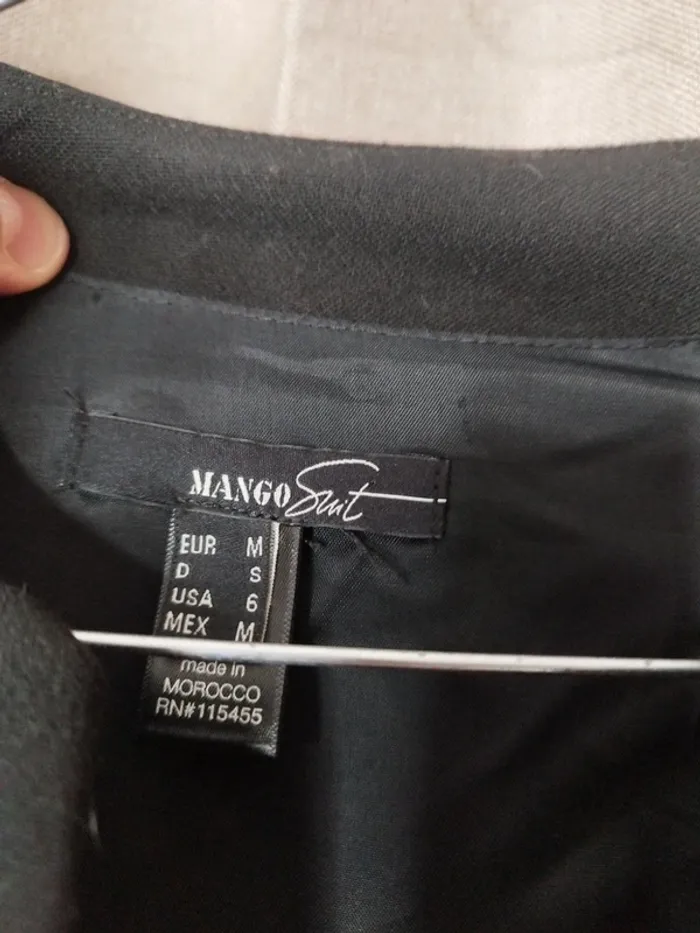 MANGO Suit
EUR M
D S
USA 6
MEX M
made in
MOROCCO
RN#115455